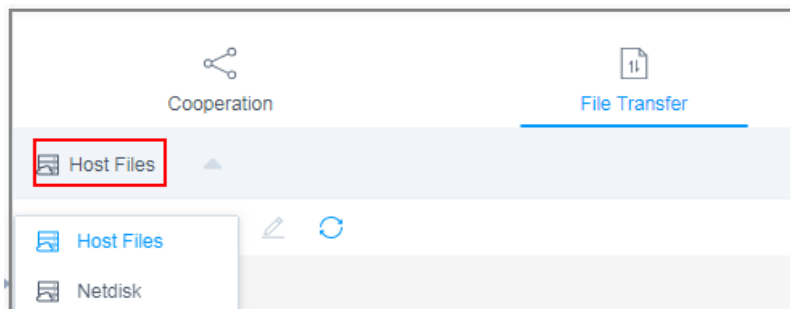 Cooperation
File Transfer
Host Files
Host Files
Netdisk